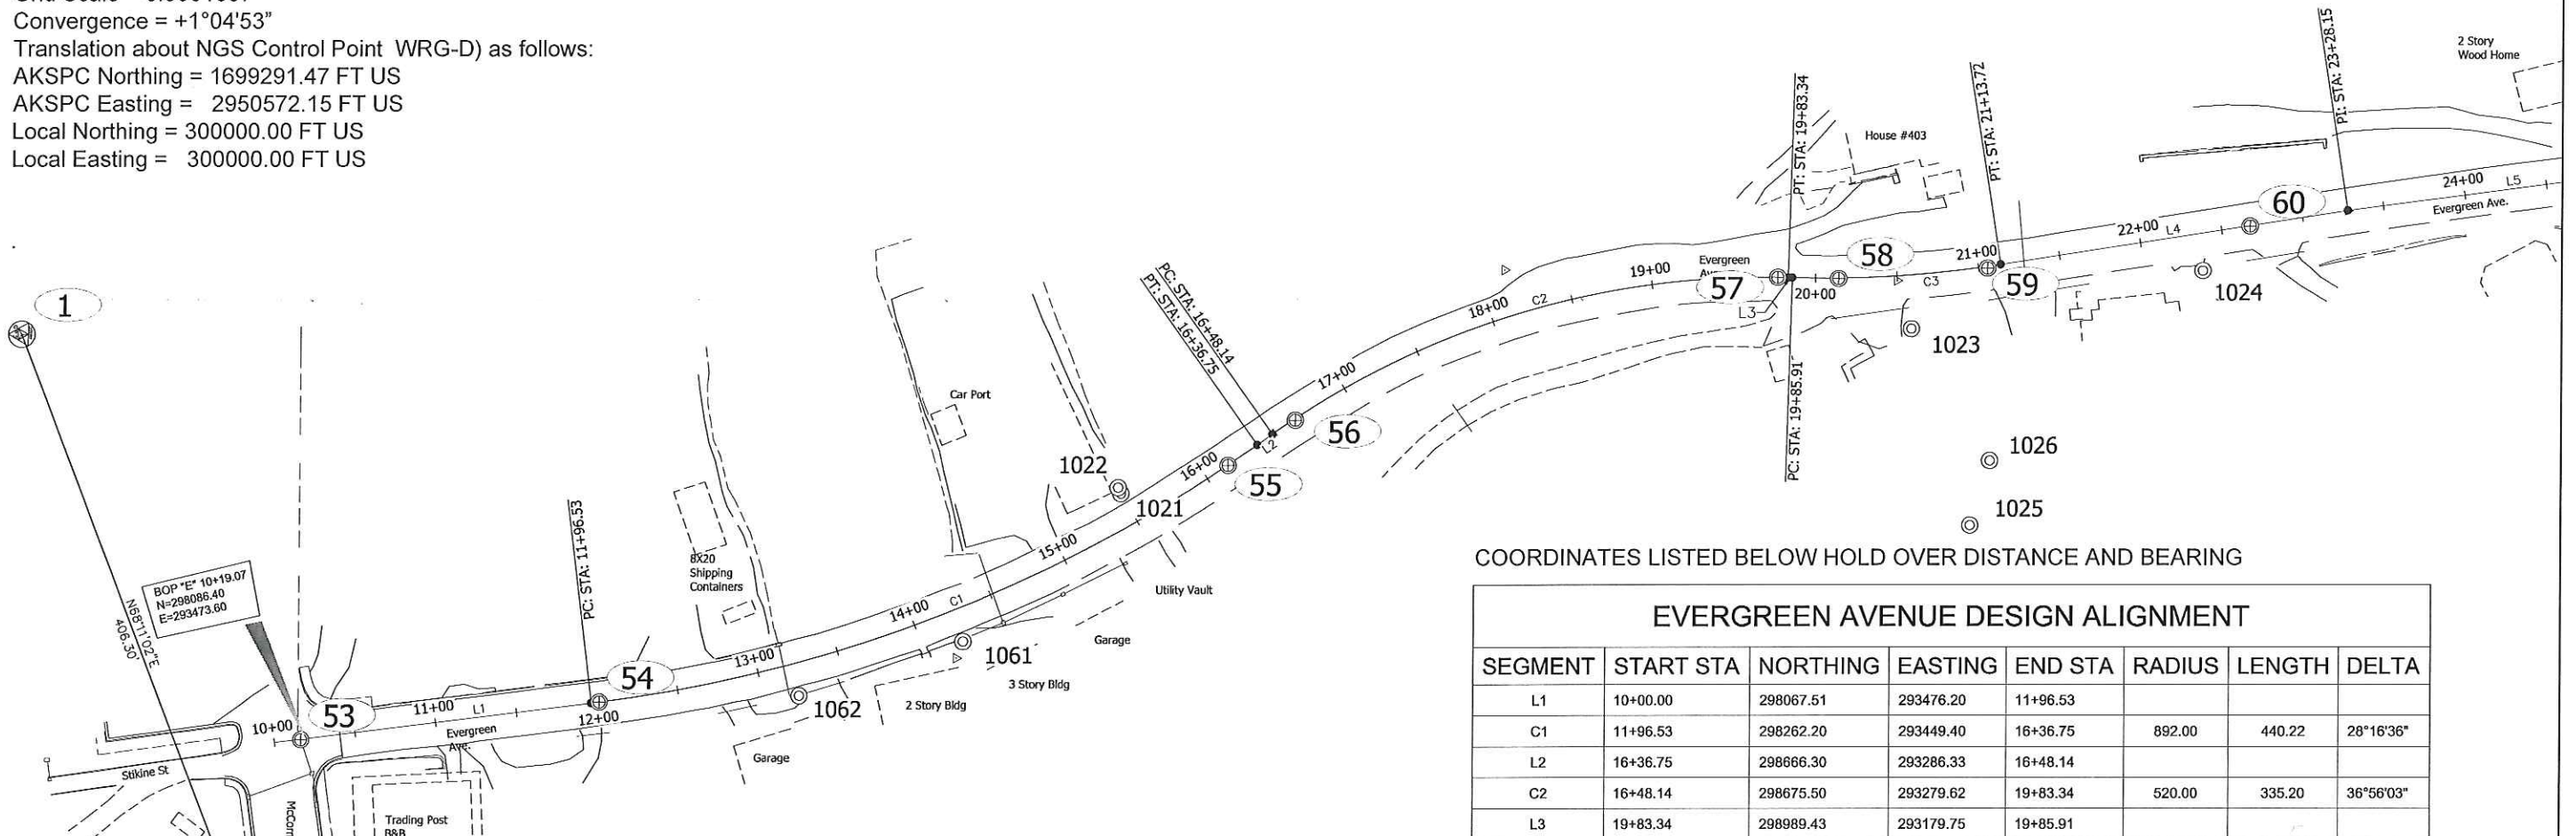 Convergence = +1°04'53"
Translation about NGS Control Point WRG-D) as follows:
AKSPC Northing = 1699291.47 FT US
AKSPC Easting = 2950572.15 FT US
Local Northing = 300000.00 FT US
Local Easting = 300000.00 FT US
1
N68°11'02"E
406.30'
BOP "E" 10+19.07
N=298086.40
E=293473.60
10+00
53
Stikine St
Trading Post
B&B
11+00
L1
Evergreen
Ave.
PC: STA: 11+96.53
54
12+00
8X20
Shipping
Containers
13+00
Garage
1062
14+00
C1
2 Story Bldg
1061
3 Story Bldg
Garage
Car Port
15+00
Utility Vault
1022
1021
16+00
PC: STA: 16+48.14
PT: STA: 16+36.75
L2
55
56
17+00
18+00
C2
19+00
Evergreen
57
L3
PT: STA: 19+83.34
PC: STA: 19+85.91
20+00
58
House #403
C3
21+00
PT: STA: 21+13.72
59
1023
1026
1025
22+00
L4
1024
60
PI: STA: 23+28.15
24+00
L5
Evergreen Ave.
2 Story
Wood Home
COORDINATES LISTED BELOW HOLD OVER DISTANCE AND BEARING
EVERGREEN AVENUE DESIGN ALIGNMENT
SEGMENT START STA NORTHING EASTING END STA RADIUS LENGTH DELTA
L1 10+00.00 298067.51 293476.20 11+96.53
C1 11+96.53 298262.20 293449.40 16+36.75 892.00 440.22 28°16'36"
L2 16+36.75 298666.30 293286.33 16+48.14
C2 16+48.14 298675.50 293279.62 19+83.34 520.00 335.20 36°56'03"
L3 19+83.34 298989.43 293179.75 19+85.91